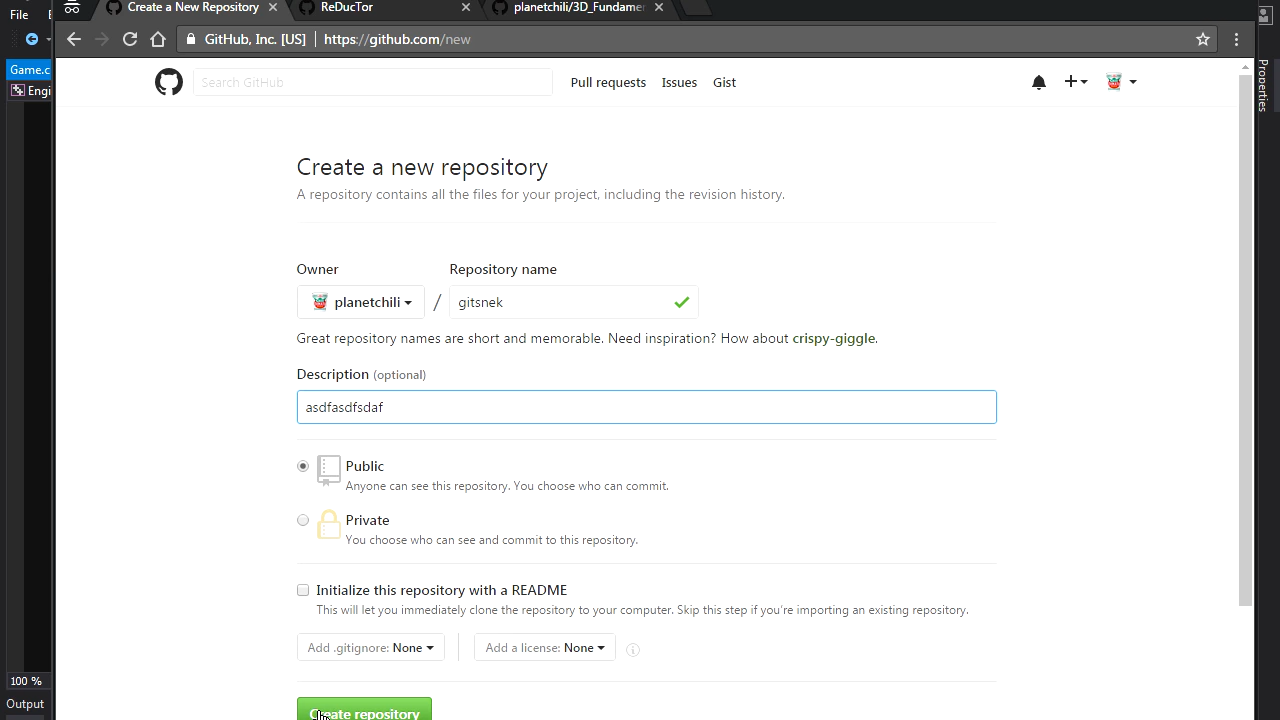 File
Create a New Repository
ReDucTor
planetchili/3D_Fundamer
GitHub, Inc. [US] https://github.com/new
Game.c
Engi
Properties
Search GitHub
Pull requests Issues Gist
Create a new repository
A repository contains all the files for your project, including the revision history.
Owner Repository name
planetchili / gitsnek
Great repository names are short and memorable. Need inspiration? How about crispy-giggle.
Description (optional)
asdfasdfsdaf
Public
Anyone can see this repository. You choose who can commit.
Private
You choose who can see and commit to this repository.
Initialize this repository with a README
This will let you immediately clone the repository to your computer. Skip this step if you're importing an existing repository.
Add .gitignore: None Add a license: None
100 %
Output
Create repository